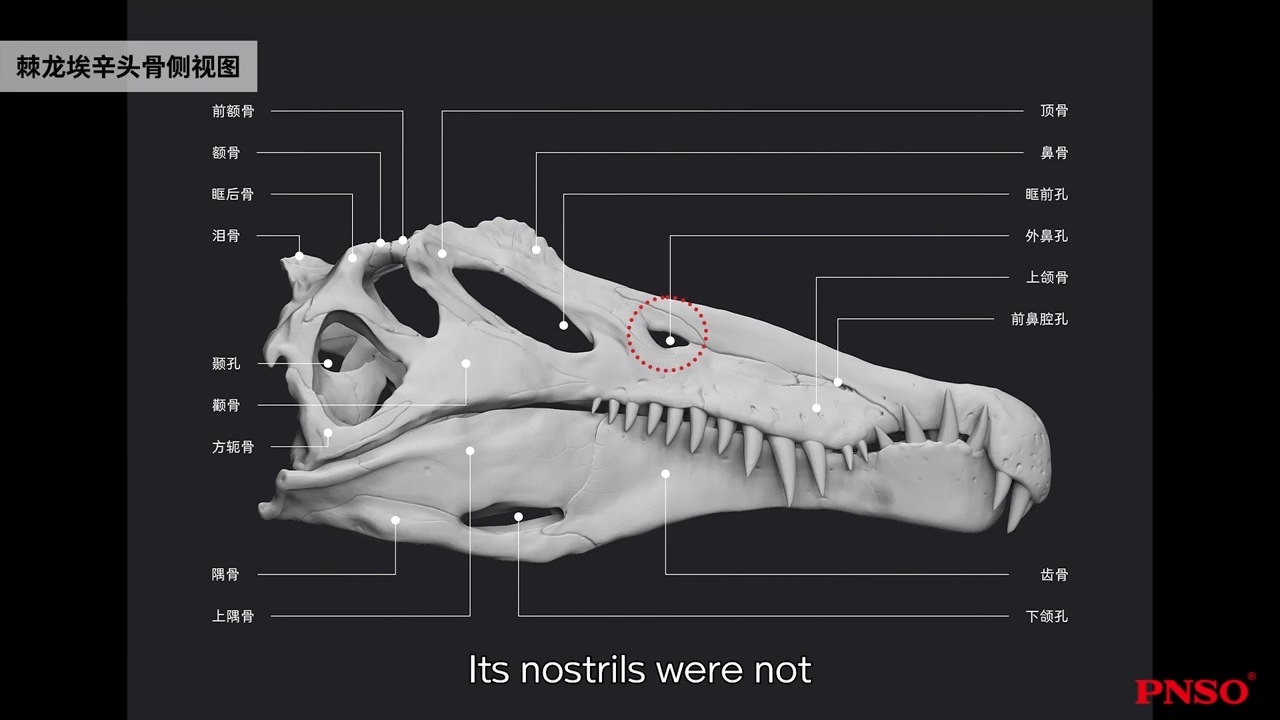 棘龙埃辛头骨侧视图
前额骨
额骨
眶后骨
泪骨
颞孔
颧骨
方轭骨
隅骨
上隅骨
顶骨
鼻骨
眶前孔
外鼻孔
上颌骨
前鼻腔孔
齿骨
下颌孔
Its nostrils were not
PNSO®